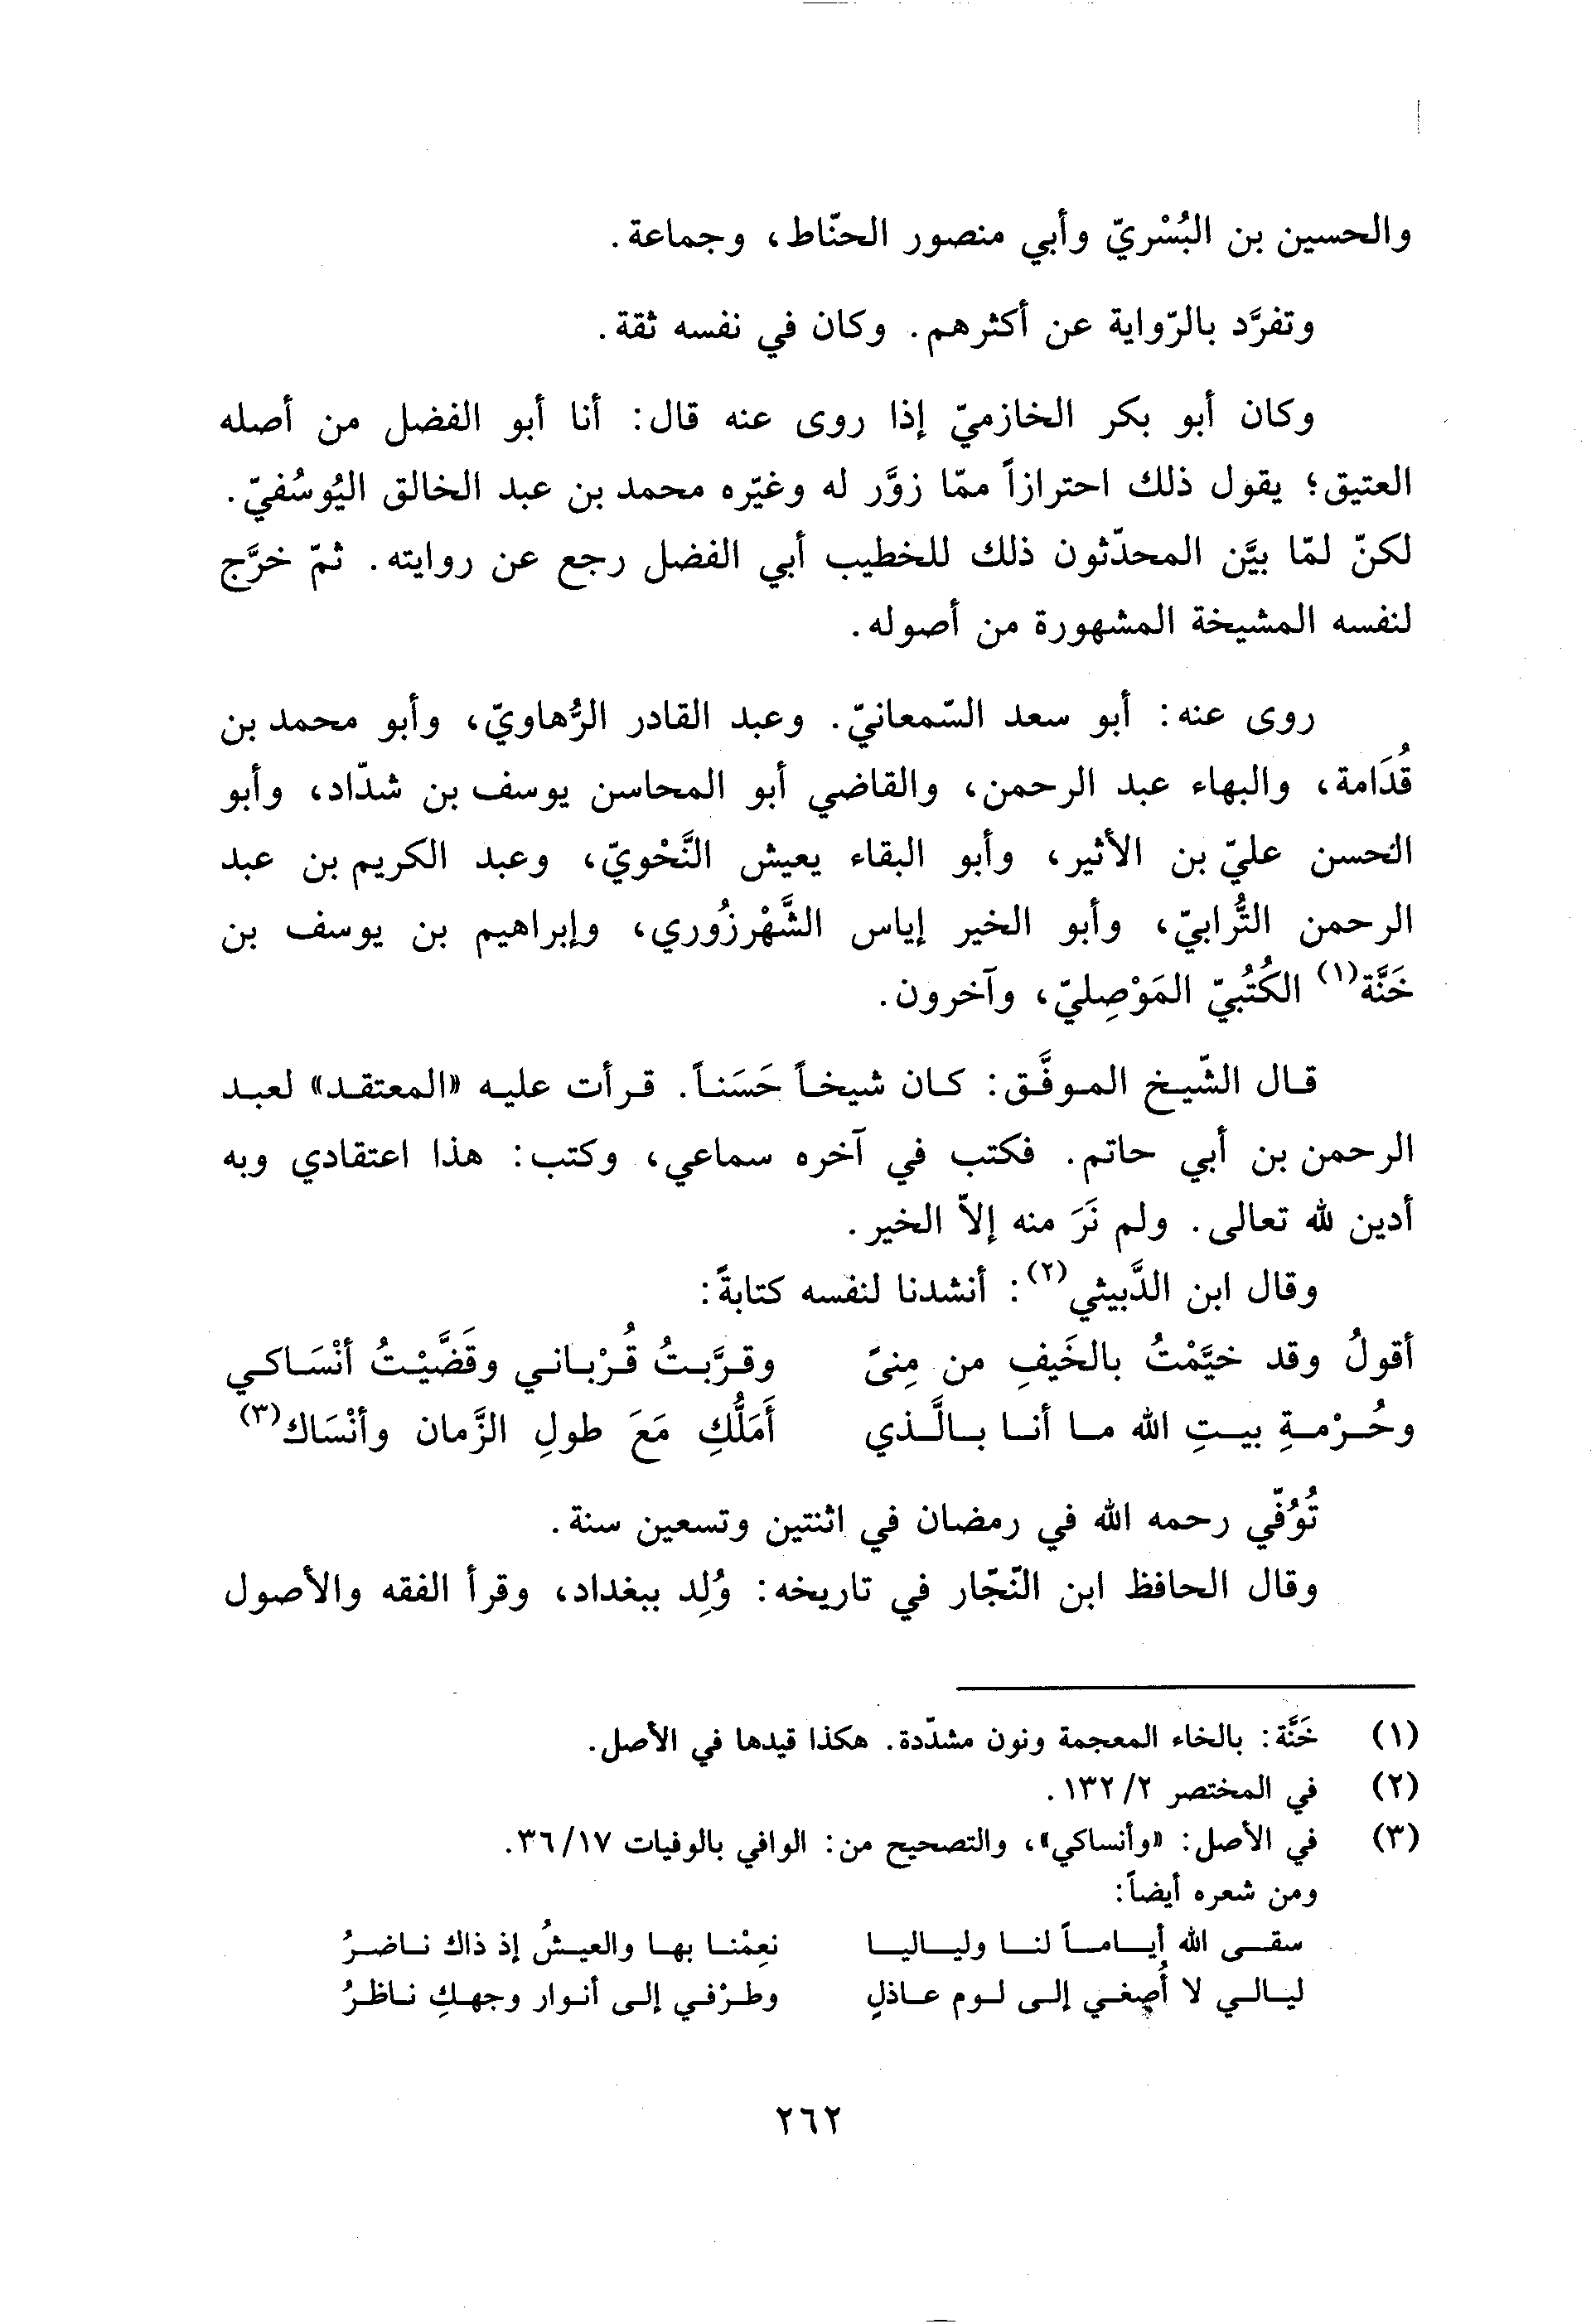 والحسين بن البُسْريّ وأبي منصور الحنّاط، وجماعة.
وتفرَّد بالرّواية عن أكثرهم. وكان في نفسه ثقة.
وكان أبو بكر الخازميّ إذا روى عنه قال: أنا أبو الفضل من أصله
العتيق؛ يقول ذلك احترازاً ممّا زوَّر له وغيّره محمد بن عبد الخالق اليُوسُفيّ.
لكنّ لمّا بيَّن المحدّثون ذلك للخطيب أبي الفضل رجع عن روايته. ثمّ خرَّج
لنفسه المشيخة المشهورة من أصوله.
روى عنه: أبو سعد السّمعانيّ. وعبد القادر الرُّهاويّ، وأبو محمد بن
قُدَامة، والبهاء عبد الرحمن، والقاضي أبو المحاسن يوسف بن شدّاد، وأبو
الحسن عليّ بن الأثير، وأبو البقاء يعيش النَّحْويّ، وعبد الكريم بن عبد
الرحمن التُّرابيّ، وأبو الخير إياس الشَّهْرزُوري، وإبراهيم بن يوسف بن
خَنَّة(١) الكُتُبيّ المَوْصِليّ، وآخرون.
قال الشّيخ الموفَّق: كان شيخاً حَسَناً. قرأت عليه «المعتقد» لعبد
الرحمن بن أبي حاتم. فكتب في آخره سماعي، وكتب: هذا اعتقادي وبه
أدين لله تعالى. ولم نَرَ منه إلاّ الخير.
وقال ابن الدَّبيثي(٢): أنشدنا لنفسه كتابةً:
أقولُ وقد خيَّمْتُ بالخَيفِ من مِنىً وقرَّبتُ قُرْباني وقَضَّيْتُ أنْسَاكي
وحُرْمةِ بيتِ الله ما أنا بالَّذي أَمَلُّكِ مَعَ طولِ الزَّمان وأنْسَاك(٣)
تُوُفّي رحمه الله في رمضان في اثنتين وتسعين سنة.
وقال الحافظ ابن النّجّار في تاريخه: وُلِد ببغداد، وقرأ الفقه والأصول
(١) خَنَّة: بالخاء المعجمة ونون مشدّدة. هكذا قيدها في الأصل.
(٢) في المختصر ٢/ ١٣٢.
(٣) في الأصل: «وأنساكي»، والتصحيح من: الوافي بالوفيات ١٧/ ٣٦.
ومن شعره أيضاً:
سقى الله أياماً لنا ولياليا نعِمْنا بها والعيشُ إذ ذاك ناضرُ
ليالي لا أُصغي إلى لوم عاذلٍ وطرْفي إلى أنوار وجهكِ ناظرُ
٢٦٢